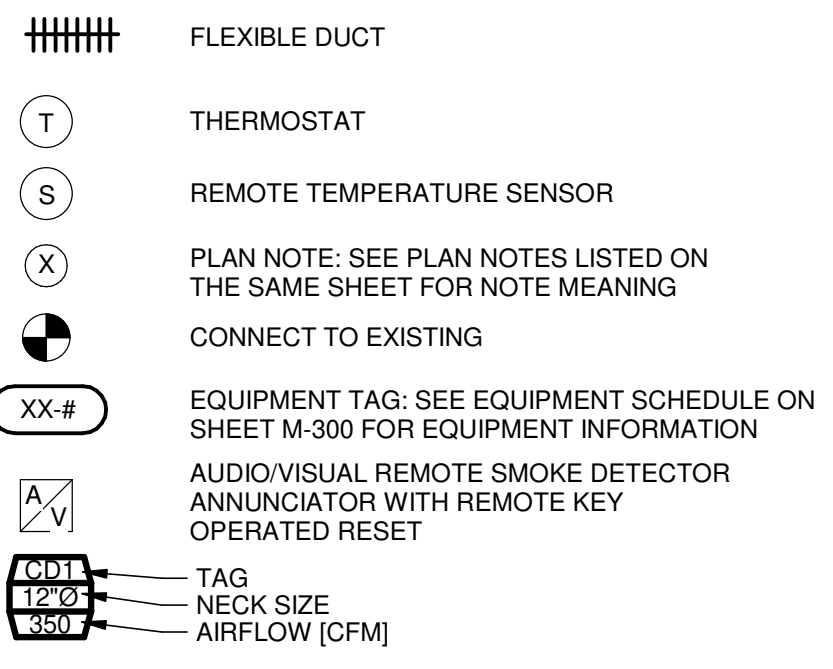 FLEXIBLE DUCT
T THERMOSTAT
S REMOTE TEMPERATURE SENSOR
X PLAN NOTE: SEE PLAN NOTES LISTED ON
THE SAME SHEET FOR NOTE MEANING
CONNECT TO EXISTING
XX-# EQUIPMENT TAG: SEE EQUIPMENT SCHEDULE ON
SHEET M-300 FOR EQUIPMENT INFORMATION
A/V AUDIO/VISUAL REMOTE SMOKE DETECTOR
ANNUNCIATOR WITH REMOTE KEY
OPERATED RESET
CD1 TAG
12"Ø NECK SIZE
350 AIRFLOW [CFM]